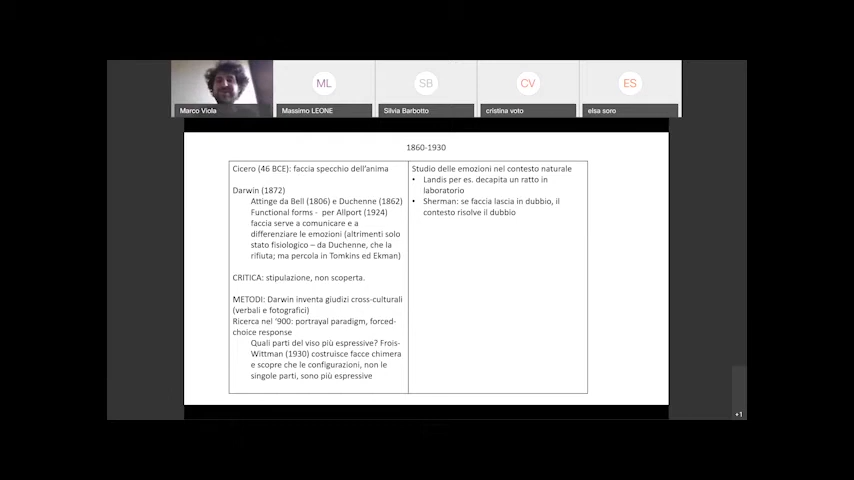 ML
SB
CV
ES
Marco Viola
Massimo LEONE
Silvia Barbotto
cristina voto
elsa soro
1860-1930
Cicero (46 BCE): faccia specchio dell'anima
Darwin (1872)
Attinge da Bell (1806) e Duchenne (1862)
Functional forms - per Allport (1924)
faccia serve a comunicare e a
differenziare le emozioni (altrimenti solo
stato fisiologico – da Duchenne, che la
rifiuta; ma percola in Tomkins ed Ekman)
CRITICA: stipulazione, non scoperta.
METODI: Darwin inventa giudizi cross-culturali
(verbali e fotografici)
Ricerca nel '900: portrayal paradigm, forced-
choice response
Quali parti del viso più espressive? Frois-
Wittman (1930) costruisce facce chimera
e scopre che le configurazioni, non le
singole parti, sono più espressive
Studio delle emozioni nel contesto naturale
• Landis per es. decapita un ratto in
laboratorio
• Sherman: se faccia lascia in dubbio, il
contesto risolve il dubbio
+1